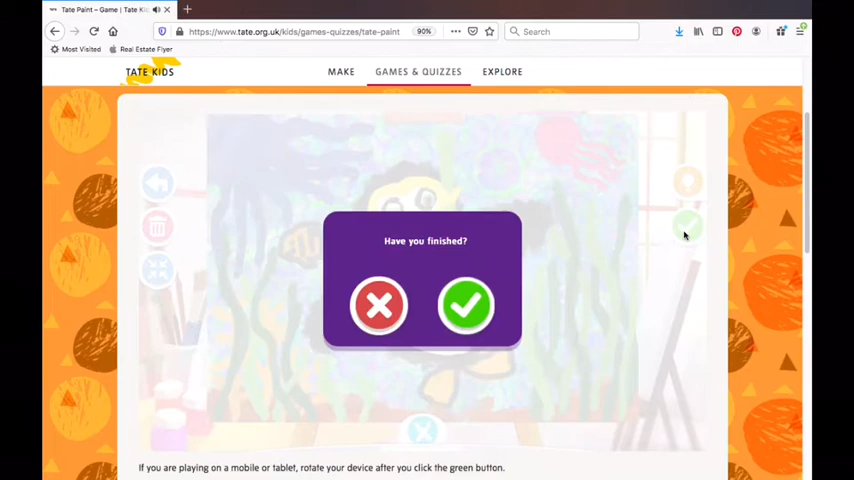 Tate Paint – Game | Tate Ki
https://www.tate.org.uk/kids/games-quizzes/tate-paint
90%
Search
Most Visited
Real Estate Flyer
TATE KIDS
MAKE
GAMES & QUIZZES
EXPLORE
Have you finished?
If you are playing on a mobile or tablet, rotate your device after you click the green button.